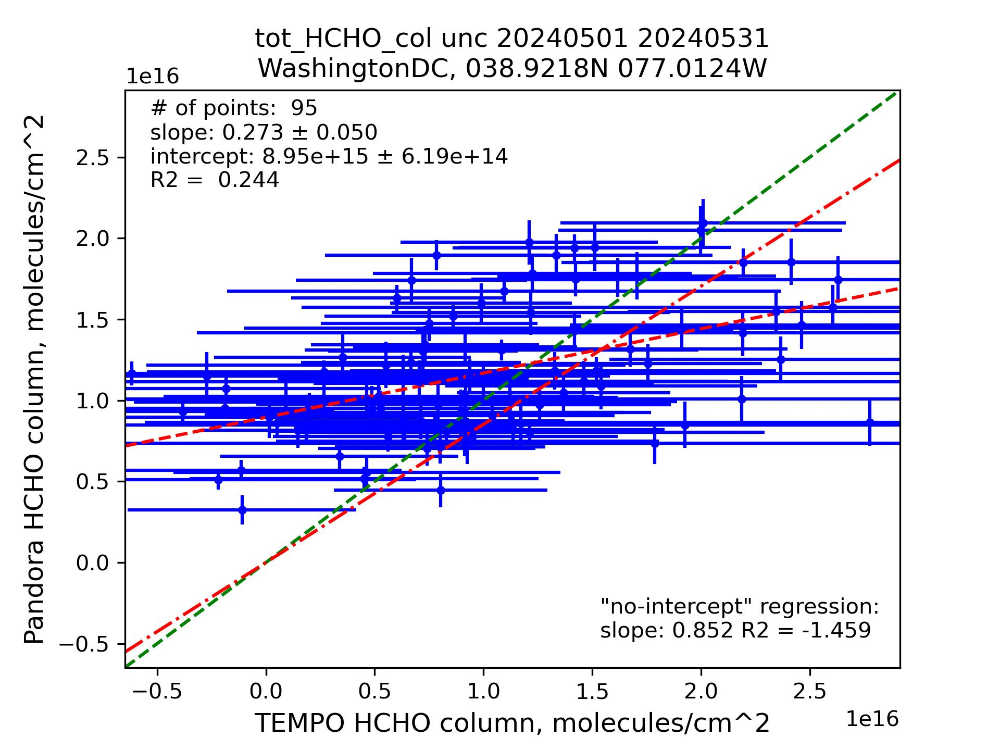 tot_HCHO_col unc 20240501 20240531
WashingtonDC, 038.9218N 077.0124W
1e16
# of points:  95
slope: 0.273 ± 0.050
intercept: 8.95e+15 ± 6.19e+14
R2 =  0.244
Pandora HCHO column, molecules/cm^2
2.5
2.0
1.5
1.0
0.5
0.0
−0.5
"no-intercept" regression:
slope: 0.852 R2 = -1.459
−0.5 0.0 0.5 1.0 1.5 2.0 2.5
TEMPO HCHO column, molecules/cm^2
1e16